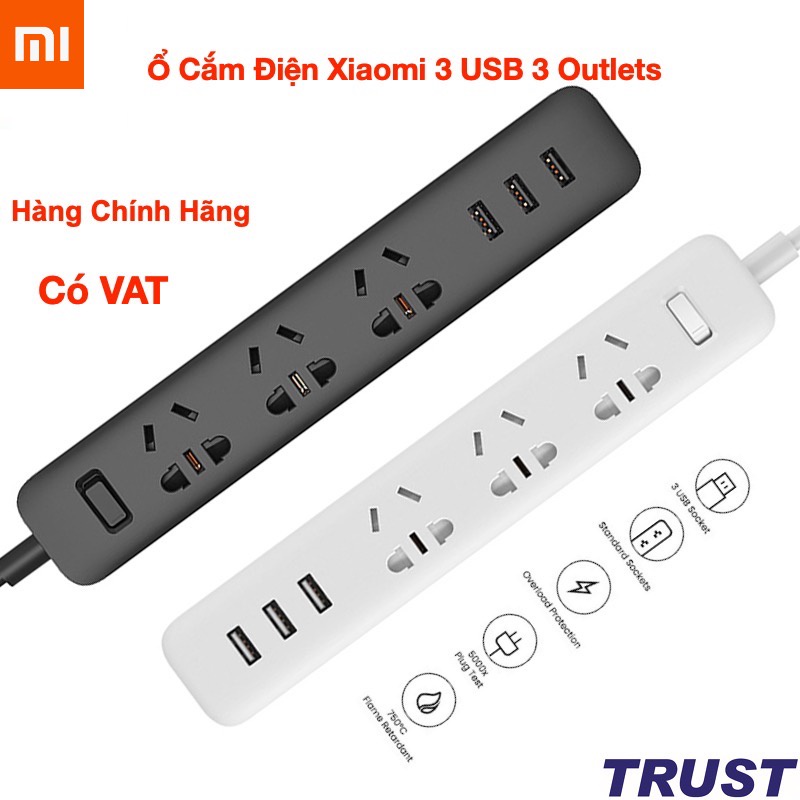 mi
Ổ Cắm Điện Xiaomi 3 USB 3 Outlets
Hàng Chính Hãng
Có VAT
3 USB Socket
Standard Sockets
Overload Protection
5000x
Plug Test
750°C
Flame Retardant
TRUST